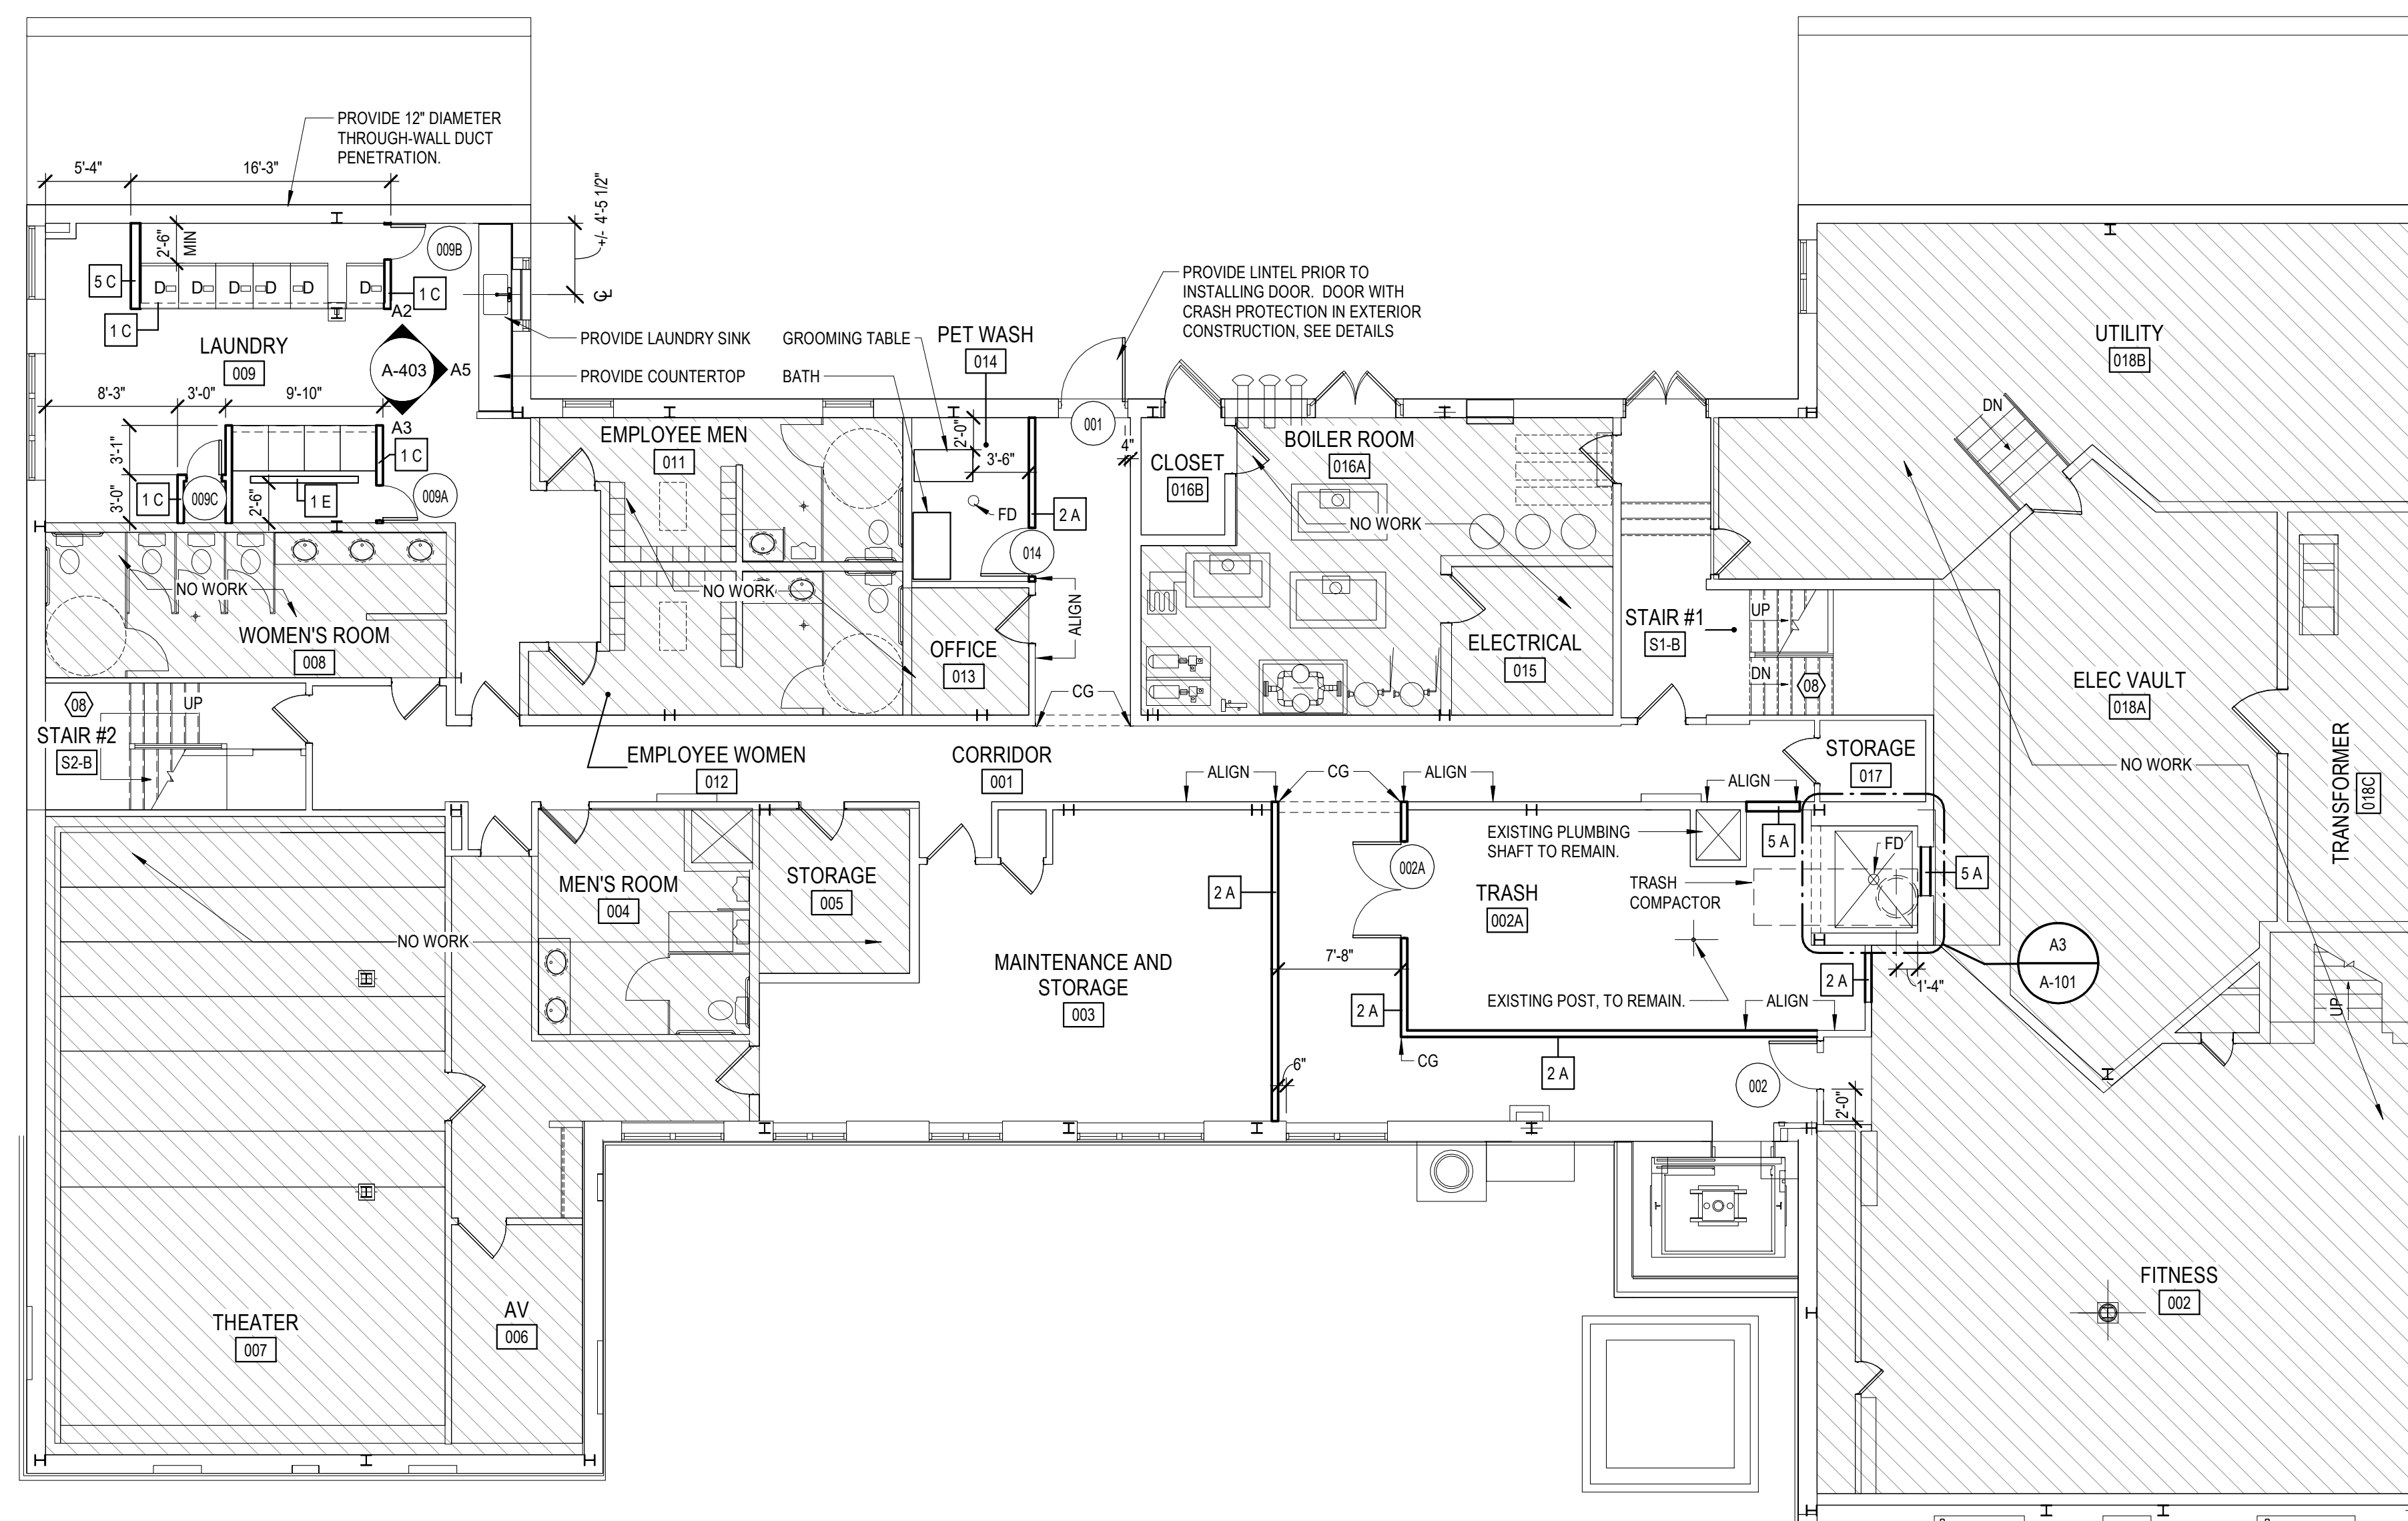 PROVIDE 12" DIAMETER
THROUGH-WALL DUCT
PENETRATION.
5'-4"
16'-3"
+/- 4'-5 1/2"
2'-6"
MIN
009B
5 C
D
D
D
D
D
D
1 C
1 C
A2
LAUNDRY
009
A-403
A5
A3
PROVIDE LAUNDRY SINK
PROVIDE COUNTERTOP
GROOMING TABLE
BATH
PET WASH
014
PROVIDE LINTEL PRIOR TO
INSTALLING DOOR. DOOR WITH
CRASH PROTECTION IN EXTERIOR
CONSTRUCTION, SEE DETAILS
UTILITY
018B
8'-3"
3'-0"
9'-10"
3'-1"
3'-0"
1 C
1 C
009C
2'-6"
1 E
009A
EMPLOYEE MEN
011
2'-0"
3'-6"
FD
2 A
001
4"
014
ALIGN
CLOSET
016B
BOILER ROOM
016A
NO WORK
DN
NO WORK
WOMEN'S ROOM
008
NO WORK
OFFICE
013
CG
ELECTRICAL
015
STAIR #1
S1-B
UP
DN
08
ELEC VAULT
018A
08
UP
STAIR #2
S2-B
EMPLOYEE WOMEN
012
CORRIDOR
001
ALIGN
CG
ALIGN
ALIGN
STORAGE
017
NO WORK
TRANSFORMER
018C
MEN'S ROOM
004
STORAGE
005
NO WORK
2 A
002A
EXISTING PLUMBING
SHAFT TO REMAIN.
5 A
FD
5 A
TRASH
002A
TRASH
COMPACTOR
MAINTENANCE AND
STORAGE
003
7'-8"
2 A
EXISTING POST, TO REMAIN.
ALIGN
2 A
1'-4"
A3
A-101
UP
CG
6"
2 A
002
2'-0"
THEATER
007
AV
006
FITNESS
002